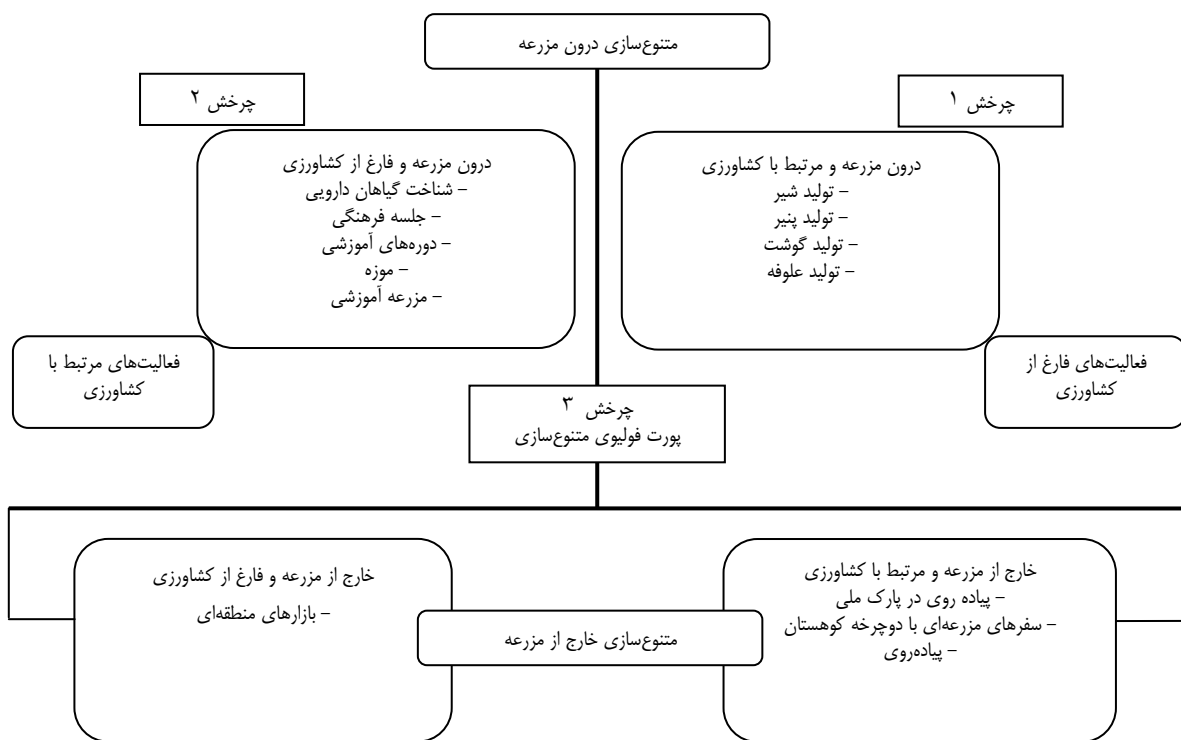 متنوع‌سازی درون مزرعه
چرخش ۱
چرخش ۲
درون مزرعه و مرتبط با کشاورزی
– تولید شیر
– تولید پنیر
– تولید گوشت
– تولید علوفه
درون مزرعه و فارغ از کشاورزی
– شناخت گیاهان دارویی
– جلسه فرهنگی
– دوره‌های آموزشی
– موزه
– مزرعه آموزشی
فعالیت‌های فارغ از
کشاورزی
فعالیت‌های مرتبط با
کشاورزی
چرخش ۳
پورت فولیوی متنوع‌سازی
خارج از مزرعه و مرتبط با کشاورزی
– پیاده روی در پارک ملی
– سفرهای مزرعه‌ای با دوچرخه کوهستان
– پیاده‌روی
خارج از مزرعه و فارغ از کشاورزی
– بازارهای منطقه‌ای
متنوع‌سازی خارج از مزرعه